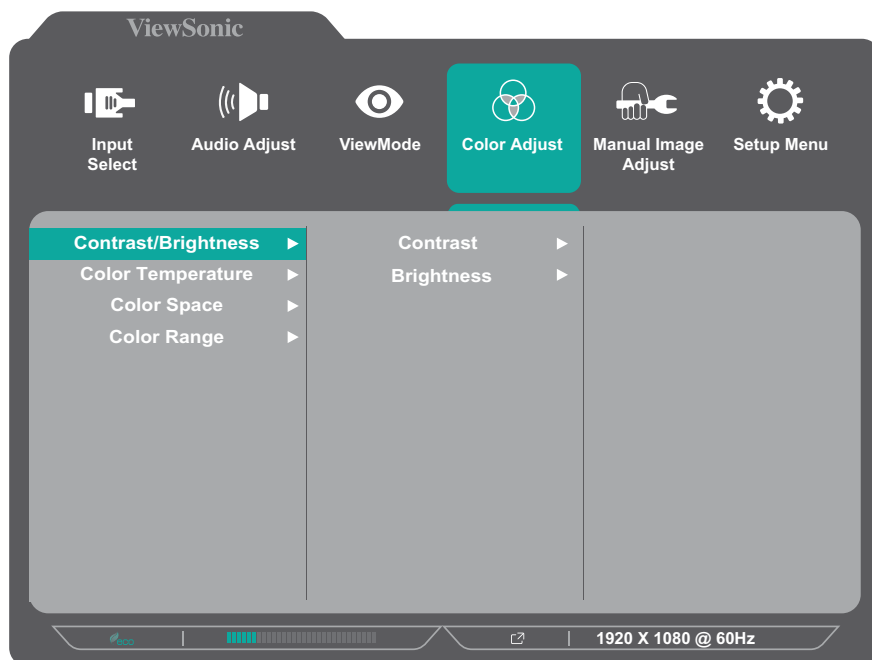 ViewSonic
Input
Select
Audio Adjust
ViewMode
Color Adjust
Manual Image
Adjust
Setup Menu
Contrast/Brightness
Contrast
Color Temperature
Brightness
Color Space
Color Range
eco
1920 X 1080 @ 60Hz